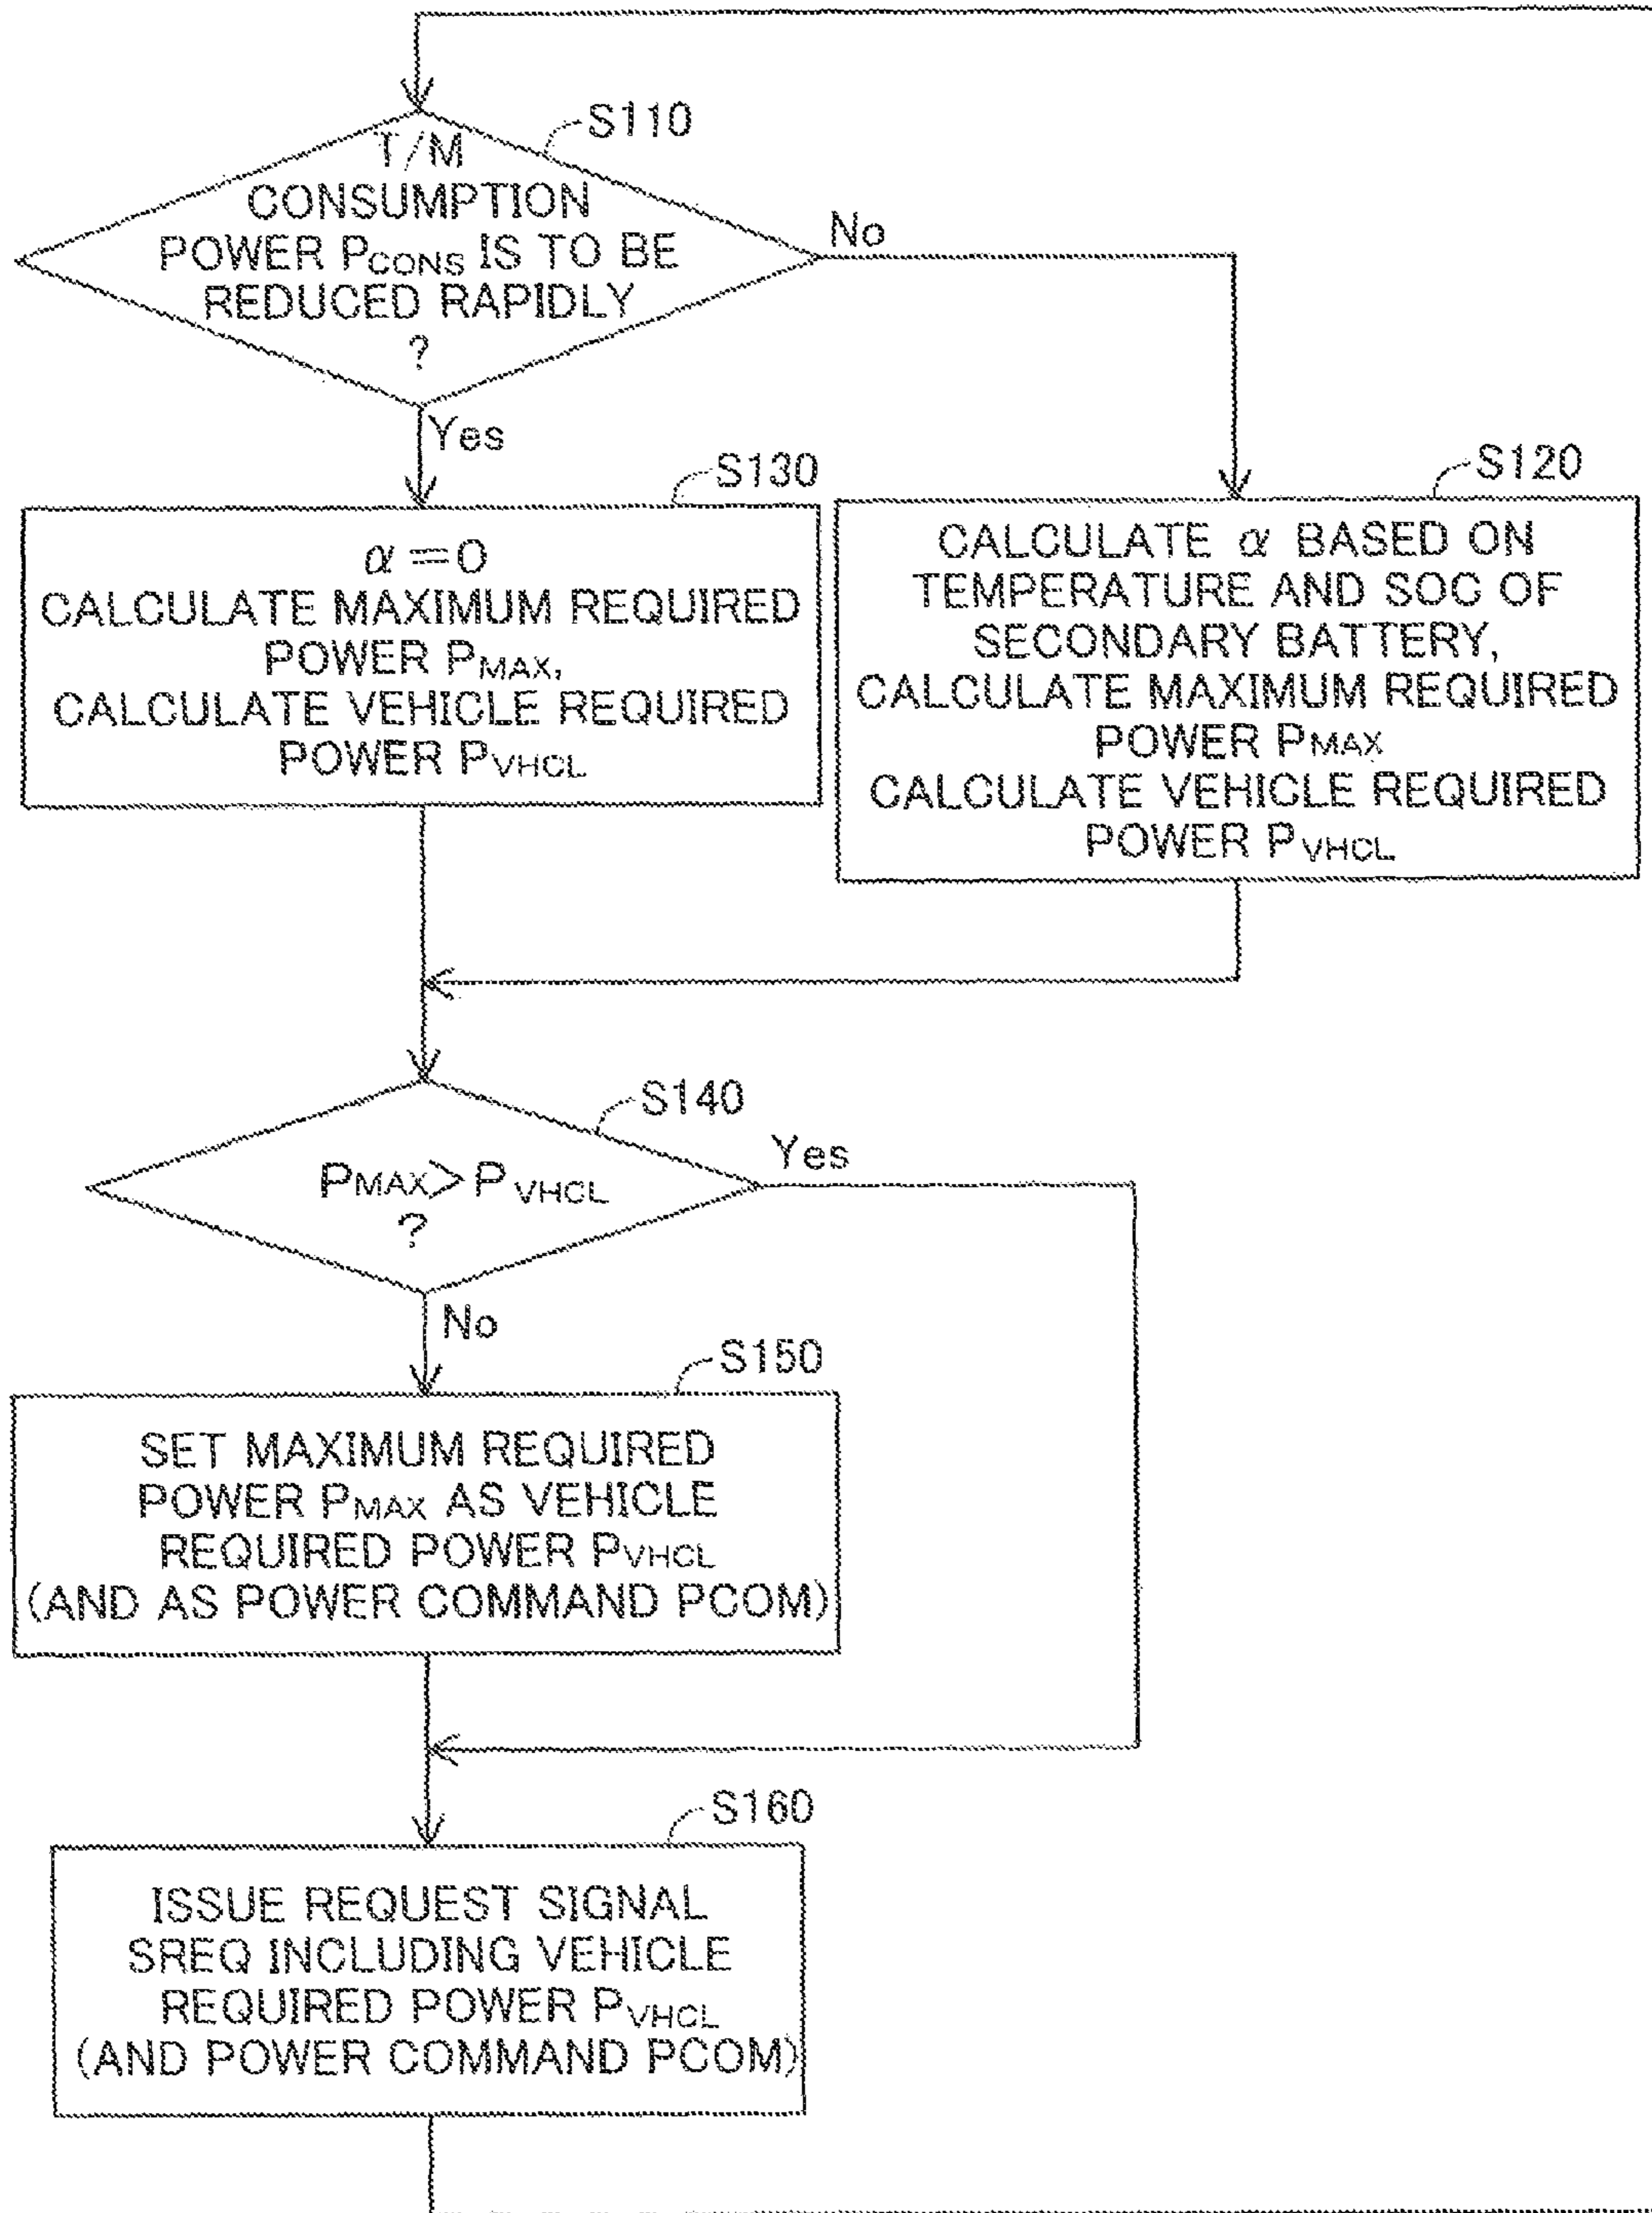 S110
T/M
CONSUMPTION
POWER PCONS IS TO BE
REDUCED RAPIDLY
?
No
Yes
S130
α=0
CALCULATE MAXIMUM REQUIRED
POWER PMAX,
CALCULATE VEHICLE REQUIRED
POWER PVHCL
S120
CALCULATE α BASED ON
TEMPERATURE AND SOC OF
SECONDARY BATTERY,
CALCULATE MAXIMUM REQUIRED
POWER PMAX
CALCULATE VEHICLE REQUIRED
POWER PVHCL
S140
PMAX> PVHCL
?
Yes
No
S150
SET MAXIMUM REQUIRED
POWER PMAX AS VEHICLE
REQUIRED POWER PVHCL
(AND AS POWER COMMAND PCOM)
S160
ISSUE REQUEST SIGNAL
SREQ INCLUDING VEHICLE
REQUIRED POWER PVHCL
(AND POWER COMMAND PCOM)